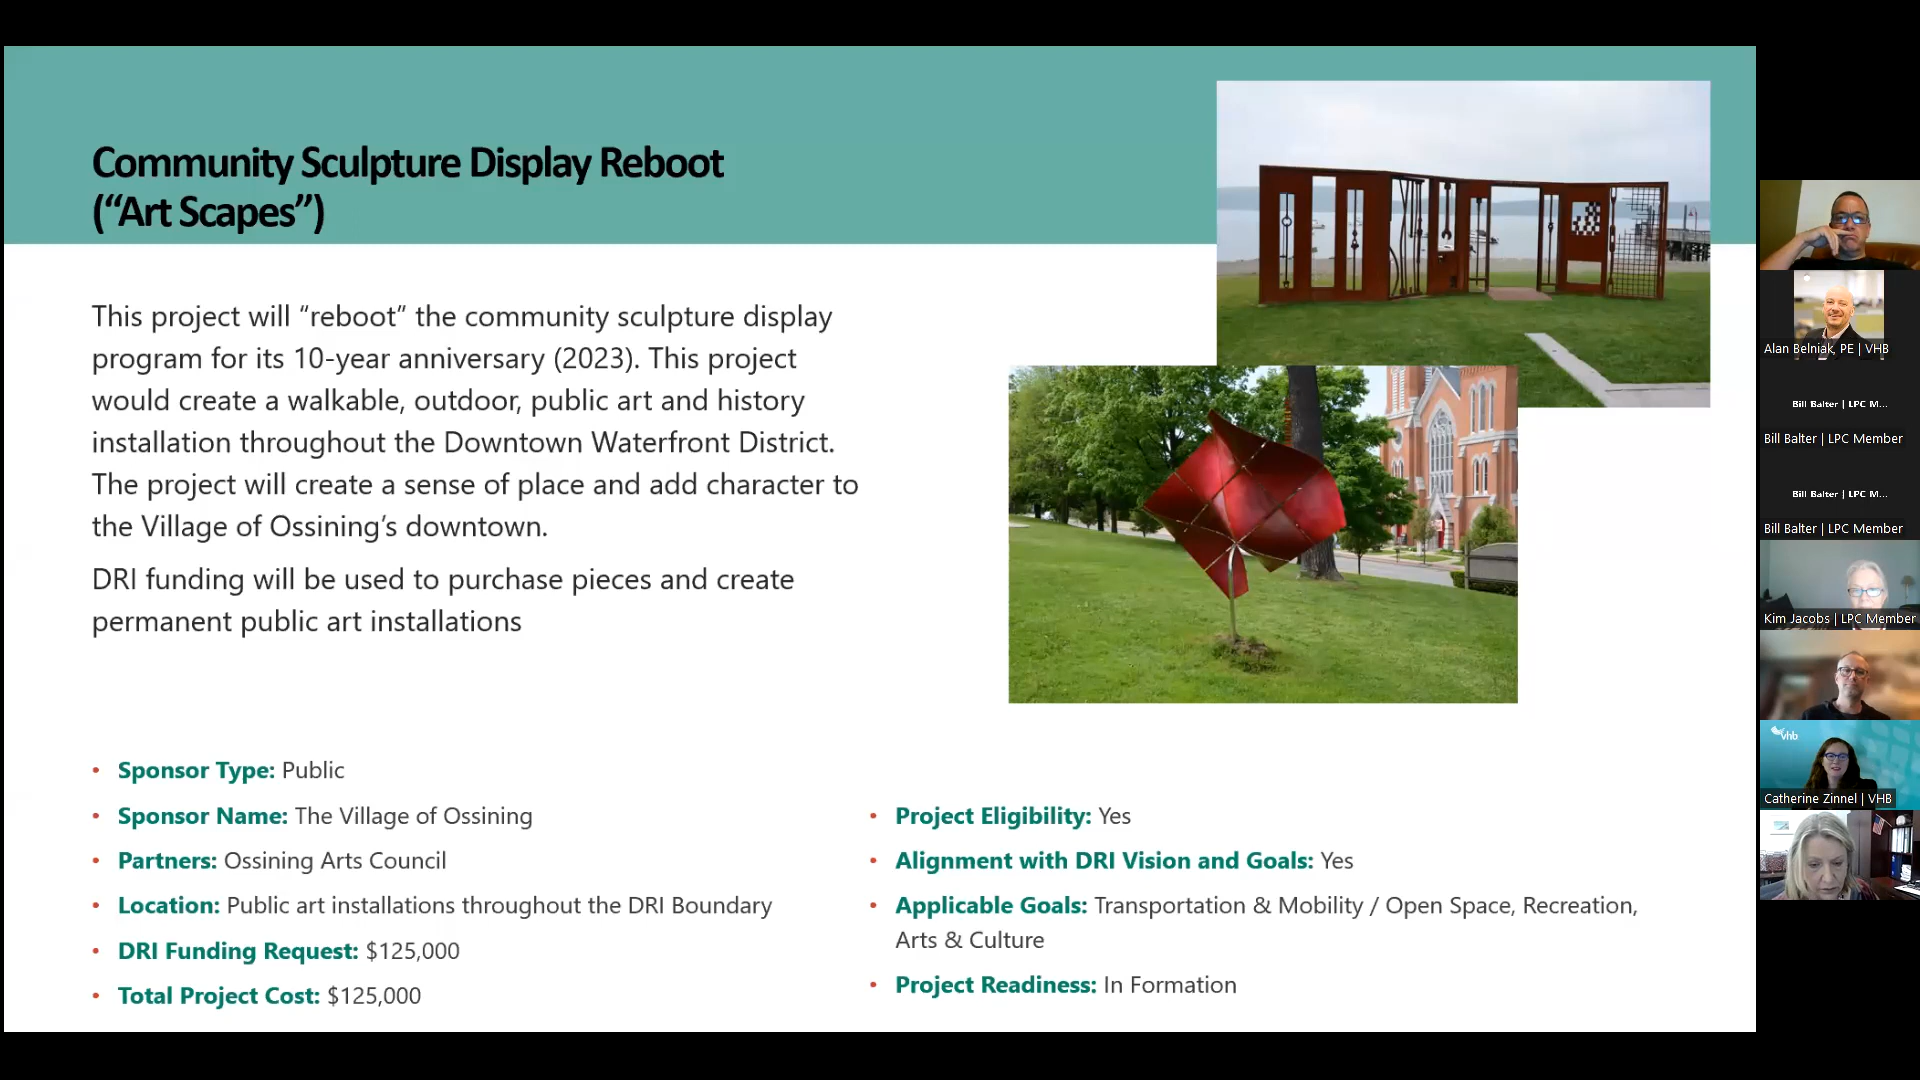 Community Sculpture Display Reboot
(“Art Scapes”)
This project will “reboot” the community sculpture display
program for its 10-year anniversary (2023). This project
would create a walkable, outdoor, public art and history
installation throughout the Downtown Waterfront District.
The project will create a sense of place and add character to
the Village of Ossining’s downtown.
DRI funding will be used to purchase pieces and create
permanent public art installations
• Sponsor Type: Public
• Sponsor Name: The Village of Ossining
• Partners: Ossining Arts Council
• Location: Public art installations throughout the DRI Boundary
• DRI Funding Request: $125,000
• Total Project Cost: $125,000
• Project Eligibility: Yes
• Alignment with DRI Vision and Goals: Yes
• Applicable Goals: Transportation & Mobility / Open Space, Recreation,
Arts & Culture
• Project Readiness: In Formation
Alan Belniak, PE | VHB
Bill Balter | LPC M...
Bill Balter | LPC Member
Bill Balter | LPC M...
Bill Balter | LPC Member
Kim Jacobs | LPC Member
vhb
Catherine Zinnel | VHB